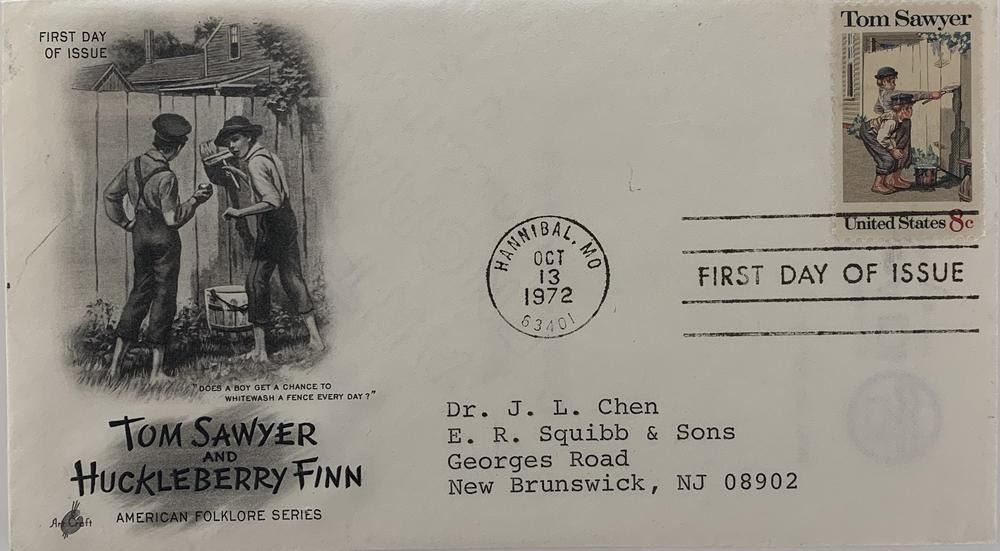 FIRST DAY
OF ISSUE
"DOES A BOY GET A CHANCE TO
WHITEWASH A FENCE EVERY DAY?"
TOM SAWYER
AND
HUCKLEBERRY FINN
AMERICAN FOLKLORE SERIES
Art Craft
Tom Sawyer
United States 8c
HANNIBAL, MO
OCT
13
1972
63401
FIRST DAY OF ISSUE
Dr. J. L. Chen
E. R. Squibb & Sons
Georges Road
New Brunswick, NJ 08902